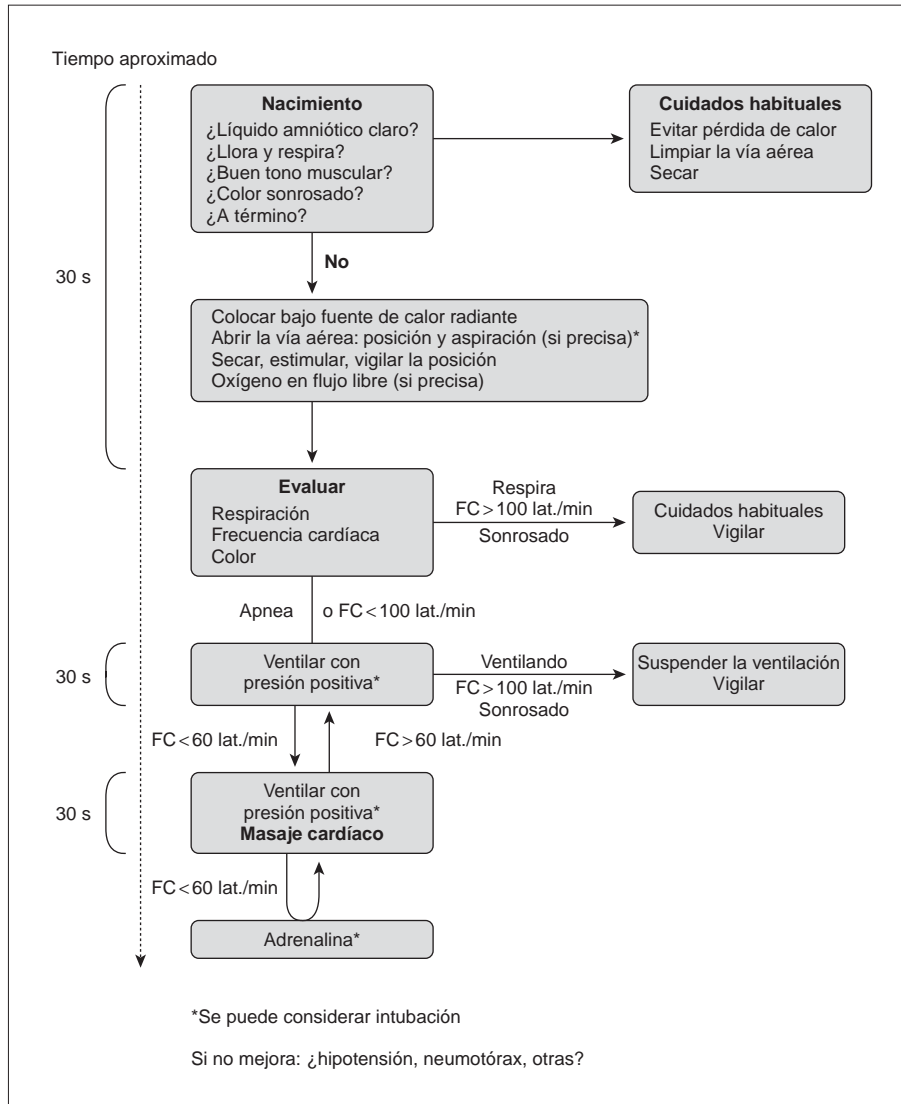 Tiempo aproximado
Nacimiento
¿Líquido amniótico claro?
¿Llora y respira?
¿Buen tono muscular?
¿Color sonrosado?
¿A término?
Cuidados habituales
Evitar pérdida de calor
Limpiar la vía aérea
Secar
No
30 s
Colocar bajo fuente de calor radiante
Abrir la vía aérea: posición y aspiración (si precisa)*
Secar, estimular, vigilar la posición
Oxígeno en flujo libre (si precisa)
Evaluar
Respiración
Frecuencia cardíaca
Color
Respira
FC>100 lat./min
Sonrosado
Cuidados habituales
Vigilar
Apnea o FC<100 lat./min
30 s
Ventilar con
presión positiva*
Ventilando
FC>100 lat./min
Sonrosado
Suspender la ventilación
Vigilar
FC<60 lat./min
FC>60 lat./min
30 s
Ventilar con
presión positiva*
Masaje cardíaco
FC<60 lat./min
Adrenalina*
*Se puede considerar intubación
Si no mejora: ¿hipotensión, neumotórax, otras?